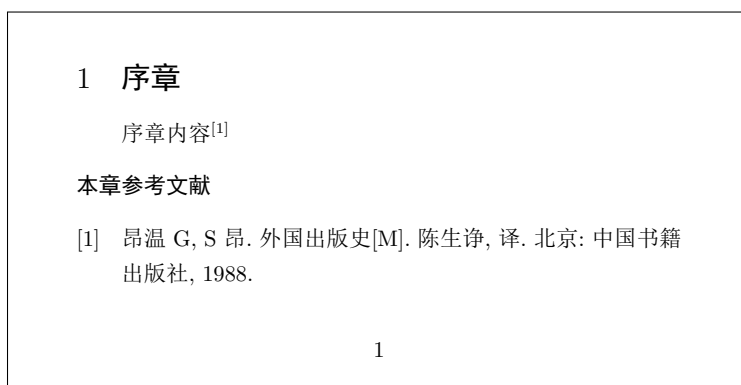 1 序章
序章内容[1]
本章参考文献
[1] 昂温 G, S 昂. 外国出版史[M]. 陈生诤, 译. 北京: 中国书籍
出版社, 1988.
1